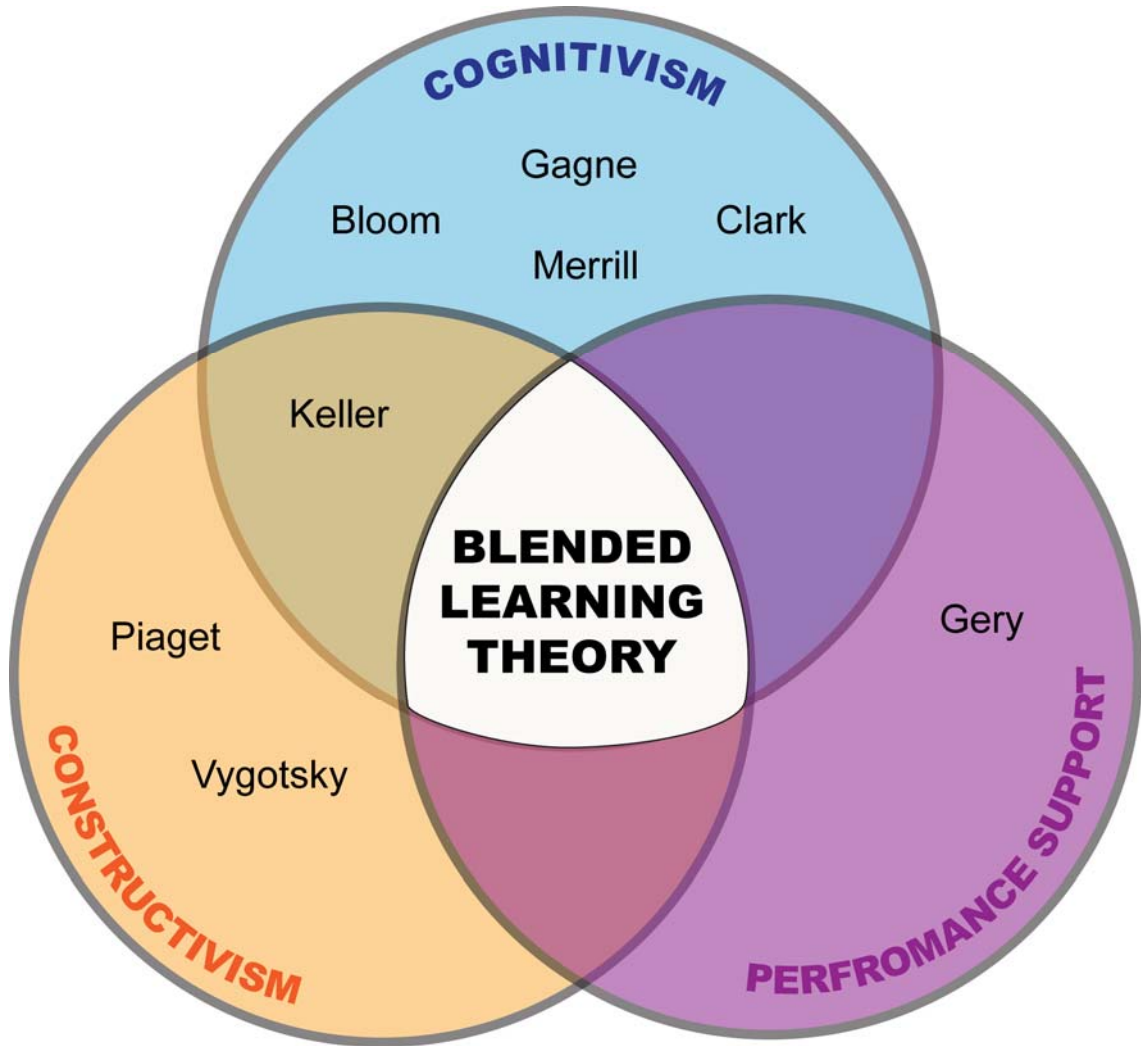 COGNITIVISM
Gagne
Bloom
Clark
Merrill
Keller
BLENDED
LEARNING
THEORY
Piaget
Gery
Vygotsky
CONSTRUCTIVISM
PERFROMANCE SUPPORT